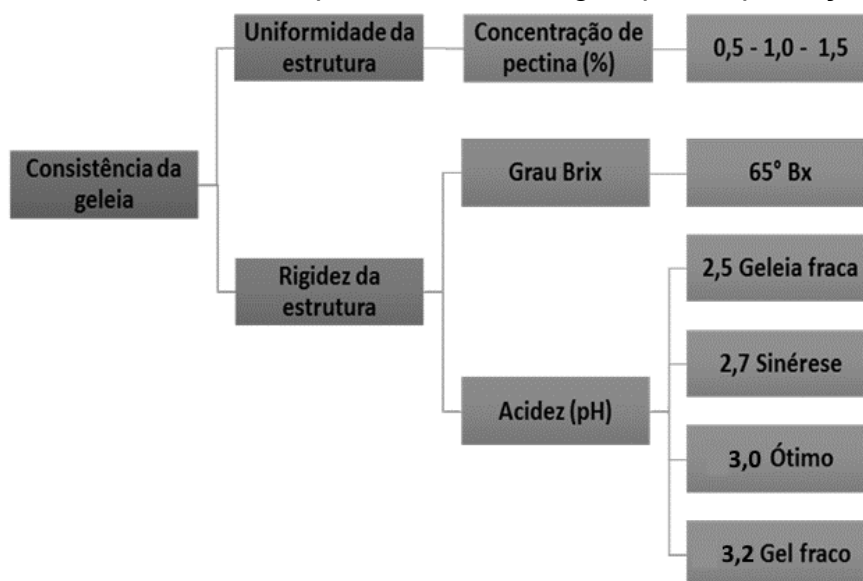 Uniformidade da
estrutura
Concentração de
pectina (%)
0,5 - 1,0 - 1,5
Consistência da
geleia
Grau Brix
65° Bx
Rigidez da
estrutura
2,5 Geleia fraca
2,7 Sinérese
Acidez (pH)
3,0 Ótimo
3,2 Gel fraco